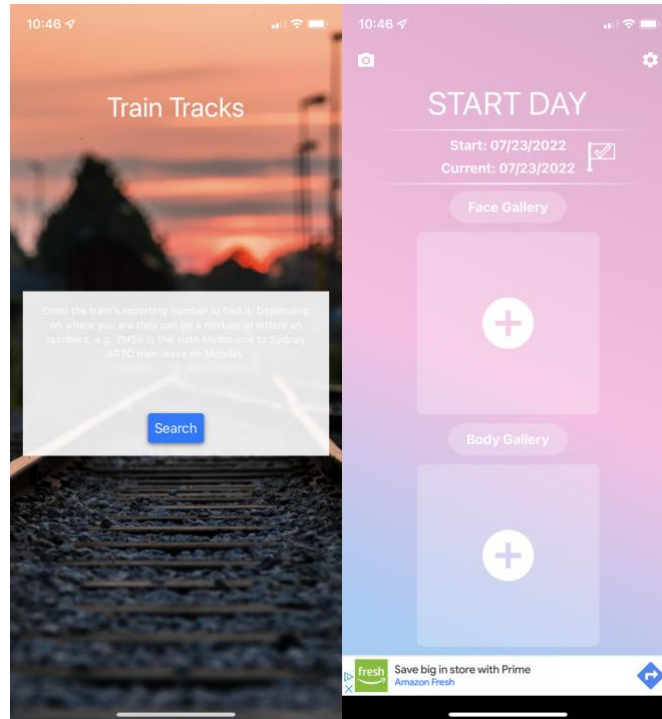 10:46
Train Tracks
Enter the train's reporting number to find it. Depending
on where you are they can be a mixture of letters an
numbers, e.g. 2MS6 is the sixth Melbourne to Sydney
ARTC train leave on Monday.
Search
10:46
START DAY
Start: 07/23/2022
Current: 07/23/2022
Face Gallery
Body Gallery
fresh
Save big in store with Prime
Amazon Fresh